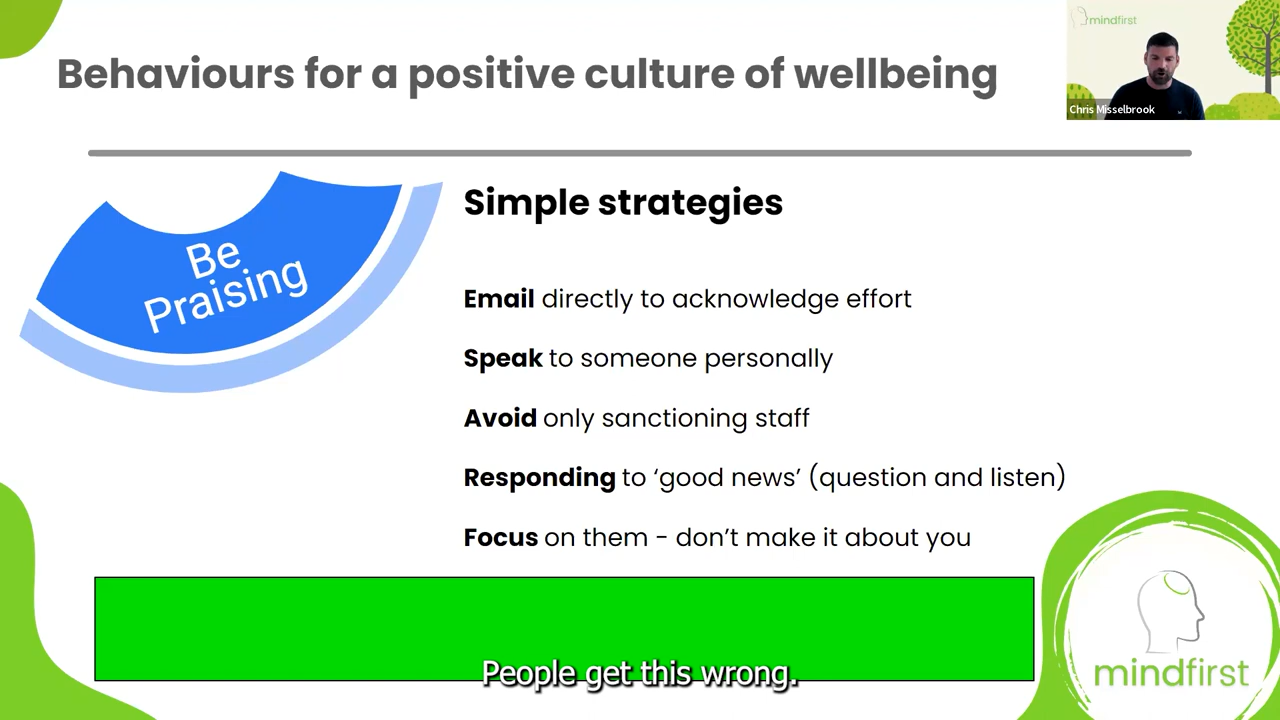 Behaviours for a positive culture of wellbeing
mindfirst
Chris Misselbrook
Be
Praising
Simple strategies
Email directly to acknowledge effort
Speak to someone personally
Avoid only sanctioning staff
Responding to ‘good news’ (question and listen)
Focus on them - don’t make it about you
People get this wrong.
mindfirst